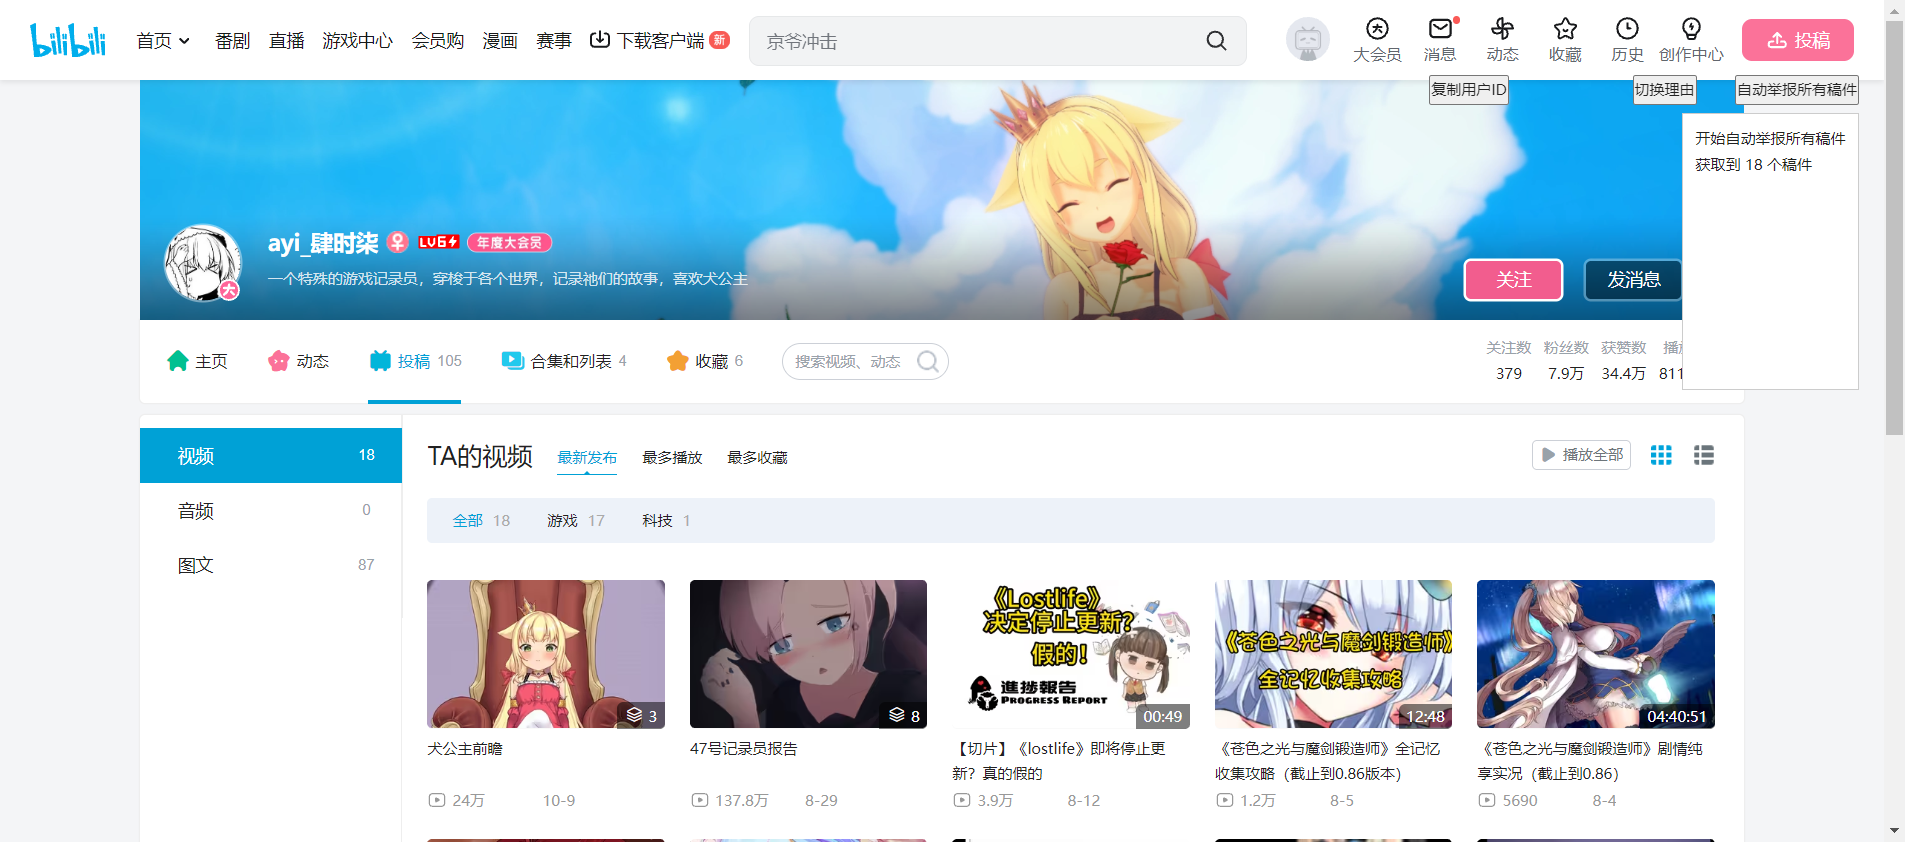 bilibili
首页
番剧
直播
游戏中心
会员购
漫画
赛事
下载客户端
新
京爷冲击
大会员
消息
动态
收藏
历史
创作中心
投稿
复制用户ID
切换理由
自动举报所有稿件
开始自动举报所有稿件
获取到 18 个稿件
ayi_肆时柒
LV6
年度大会员
大
一个特殊的游戏记录员，穿梭于各个世界，记录祂们的故事，喜欢犬公主
关注
发消息
主页
动态
投稿 105
合集和列表 4
收藏 6
搜索视频、动态
关注数 粉丝数 获赞数
379 7.9万 34.4万 811
视频 18
音频 0
图文 87
TA的视频
最新发布
最多播放
最多收藏
播放全部
全部 18
游戏 17
科技 1
3
犬公主前瞻
24万 10-9
8
47号记录员报告
137.8万 8-29
《Lostlife》
决定停止更新？
假的！
進捗報告
PROGRESS REPORT
00:49
【切片】《lostlife》即将停止更
新？真的假的
3.9万 8-12
《苍色之光与魔剑锻造师》
全记忆收集攻略
12:48
《苍色之光与魔剑锻造师》全记忆
收集攻略（截止到0.86版本）
1.2万 8-5
04:40:51
《苍色之光与魔剑锻造师》剧情纯
享实况（截止到0.86）
5690 8-4